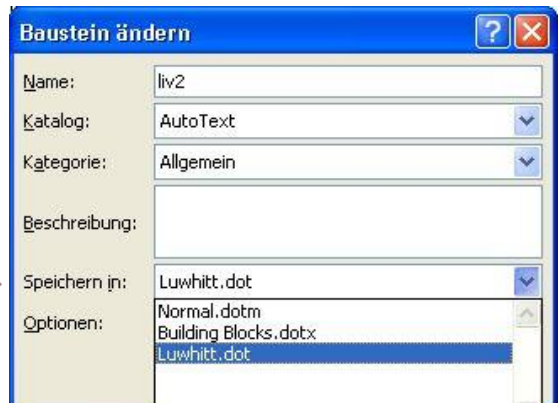 Baustein ändern
Name: liv2
Katalog: AutoText
Kategorie: Allgemein
Beschreibung:
Speichern in: Luwhitt.dot
Optionen:
Normal.dotm
Building Blocks.dotx
Luwhitt.dot